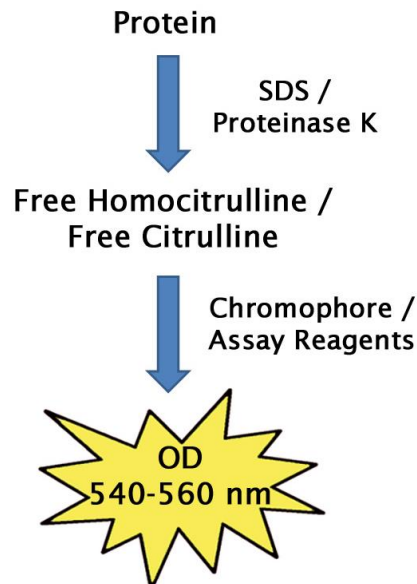 Protein
SDS /
Proteinase K
Free Homocitrulline /
Free Citrulline
Chromophore /
Assay Reagents
OD
540-560 nm